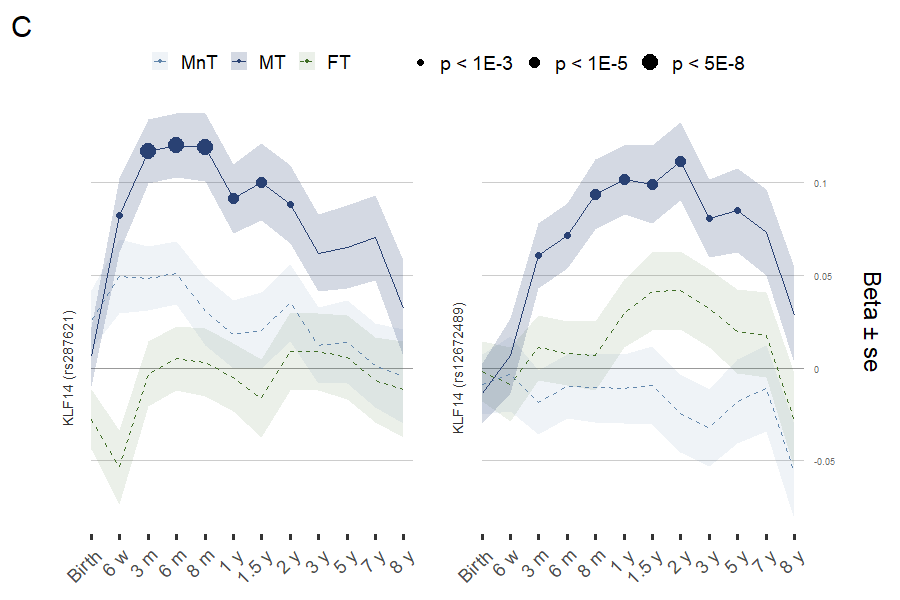 C
MnT MT FT p < 1E-3 p < 1E-5 p < 5E-8
KLF14 (rs287621)
KLF14 (rs12672489)
0.1
0.05
0
-0.05
Beta ± se
Birth 6 w 3 m 6 m 8 m 1 y 1.5 y 2 y 3 y 5 y 7 y 8 y
Birth 6 w 3 m 6 m 8 m 1 y 1.5 y 2 y 3 y 5 y 7 y 8 y